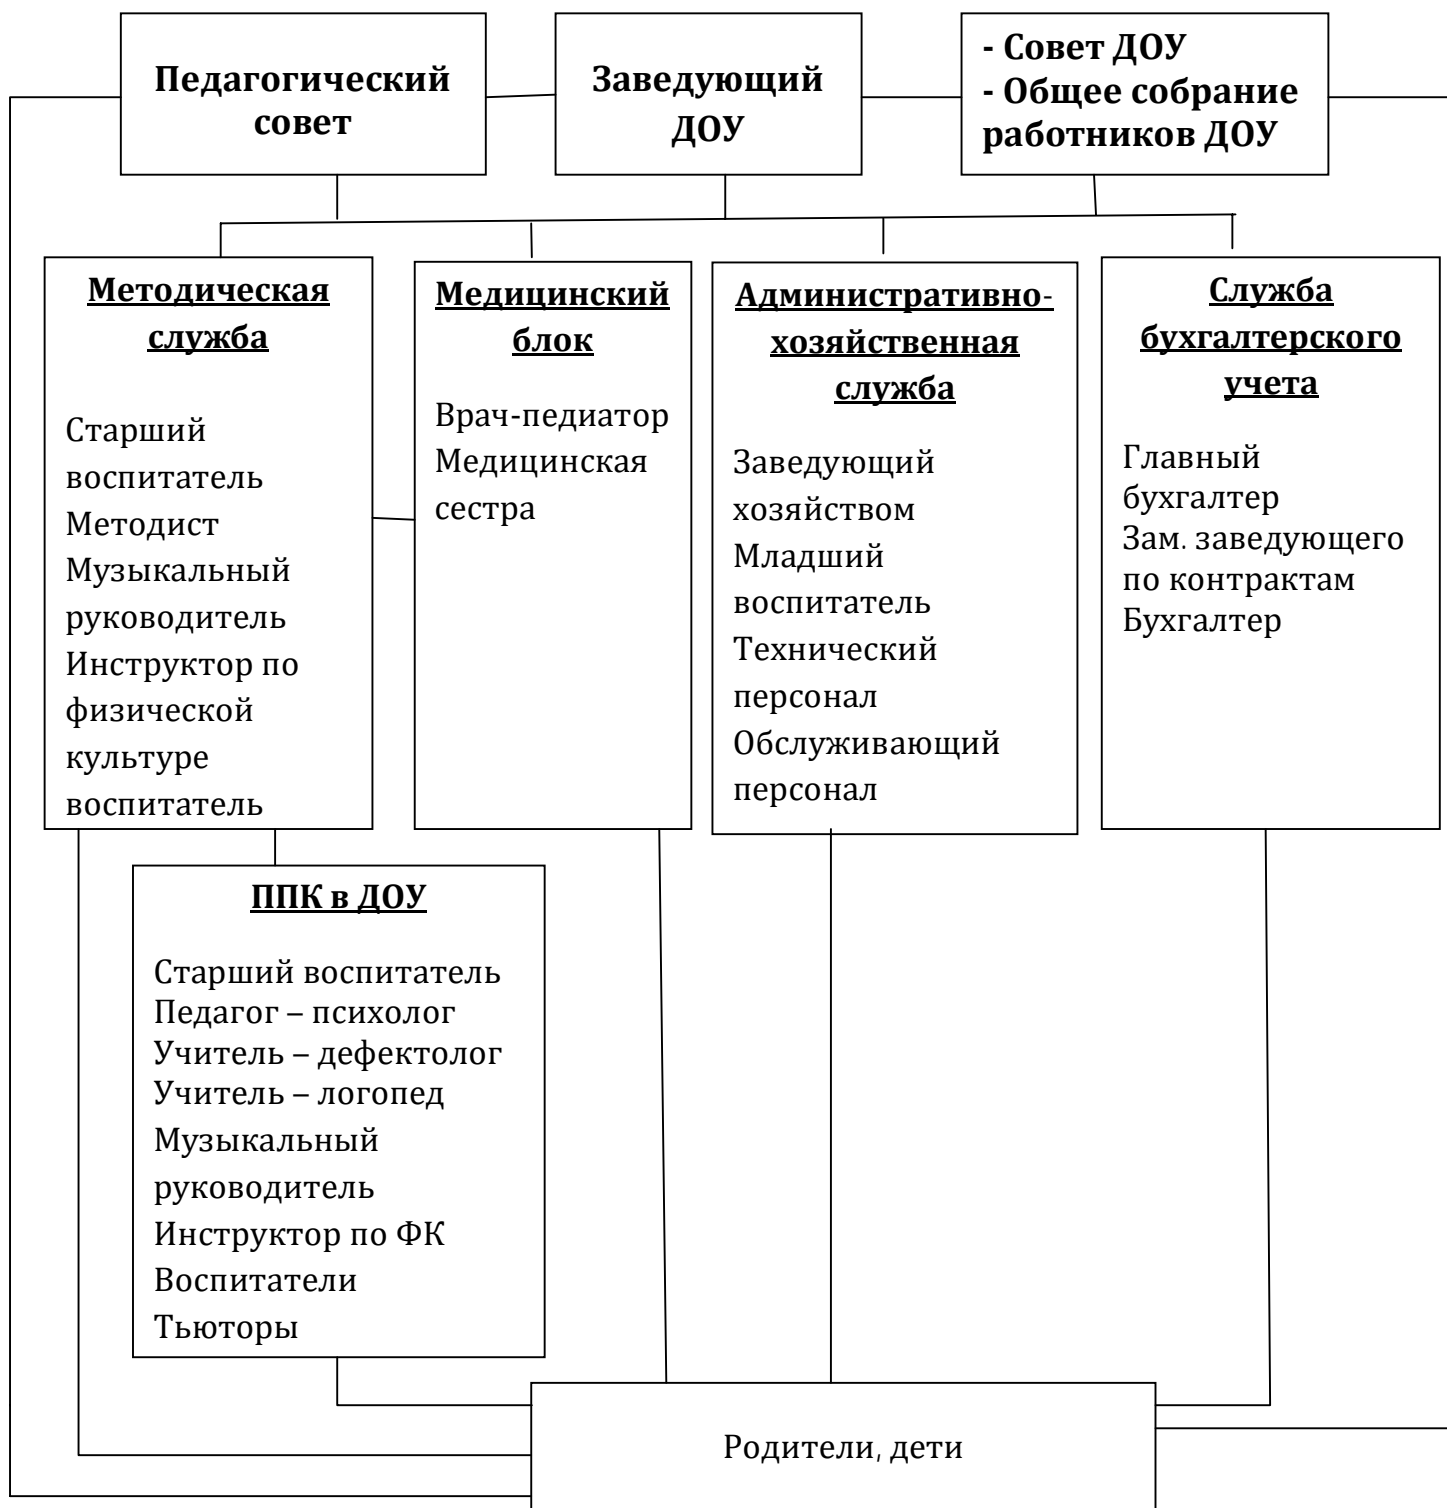 Педагогический
совет
Заведующий
ДОУ
- Совет ДОУ
- Общее собрание
работников ДОУ
Методическая
служба
Старший
воспитатель
Методист
Музыкальный
руководитель
Инструктор по
физической
культуре
воспитатель
Медицинский
блок
Врач-педиатор
Медицинская
сестра
Административно-
хозяйственная
служба
Заведующий
хозяйством
Младший
воспитатель
Технический
персонал
Обслуживающий
персонал
Служба
бухгалтерского
учета
Главный
бухгалтер
Зам. заведующего
по контрактам
Бухгалтер
ППК в ДОУ
Старший воспитатель
Педагог – психолог
Учитель – дефектолог
Учитель – логопед
Музыкальный
руководитель
Инструктор по ФК
Воспитатели
Тьюторы
Родители, дети